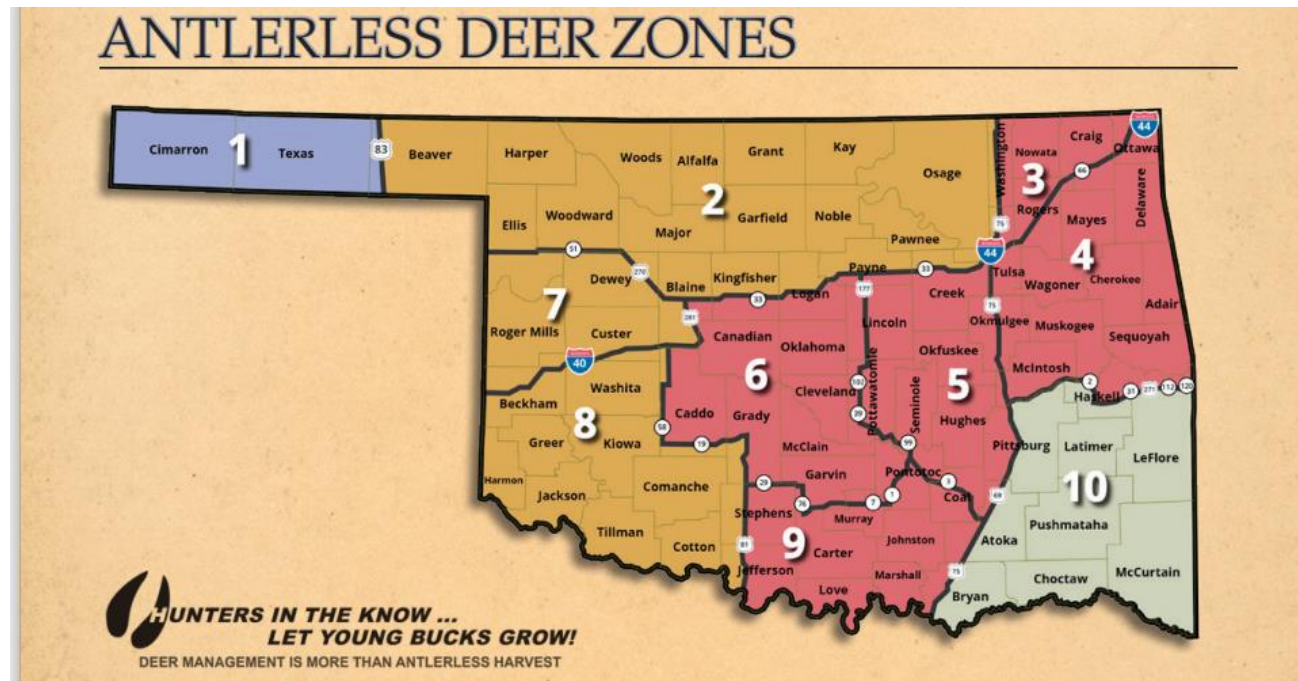 ANTLERLESS DEER ZONES
Cimarron
1
Texas
83
Beaver
Harper
Woods
Alfalfa
Grant
Kay
Osage
Washington
Nowata
Craig
44
Ottawa
66
3
Rogers
Mayes
Delaware
Ellis
Woodward
Major
2
Garfield
Noble
Pawnee
75
44
4
51
Dewey
270
Blaine
Kingfisher
33
Logan
Payne
33
177
Creek
Tulsa
Wagoner
Cherokee
Adair
7
Roger Mills
Custer
281
Canadian
Oklahoma
Lincoln
75
Okmulgee
Muskogee
Sequoyah
40
Washita
6
Cleveland
102
Pottawatomie
Seminole
Okfuskee
5
McIntosh
2
Haskell
31
271
112
120
Beckham
8
Greer
Kiowa
Caddo
58
19
Grady
39
Hughes
99
McClain
Pittsburg
Latimer
LeFlore
Harmon
Jackson
Comanche
Garvin
Pontotoc
3
Coal
69
10
29
76
7
1
Stephens
Murray
Tillman
Cotton
81
9
Carter
Johnston
Atoka
Pushmataha
Jefferson
Love
Marshall
75
Bryan
Choctaw
McCurtain
HUNTERS IN THE KNOW ...
LET YOUNG BUCKS GROW!
DEER MANAGEMENT IS MORE THAN ANTLERLESS HARVEST